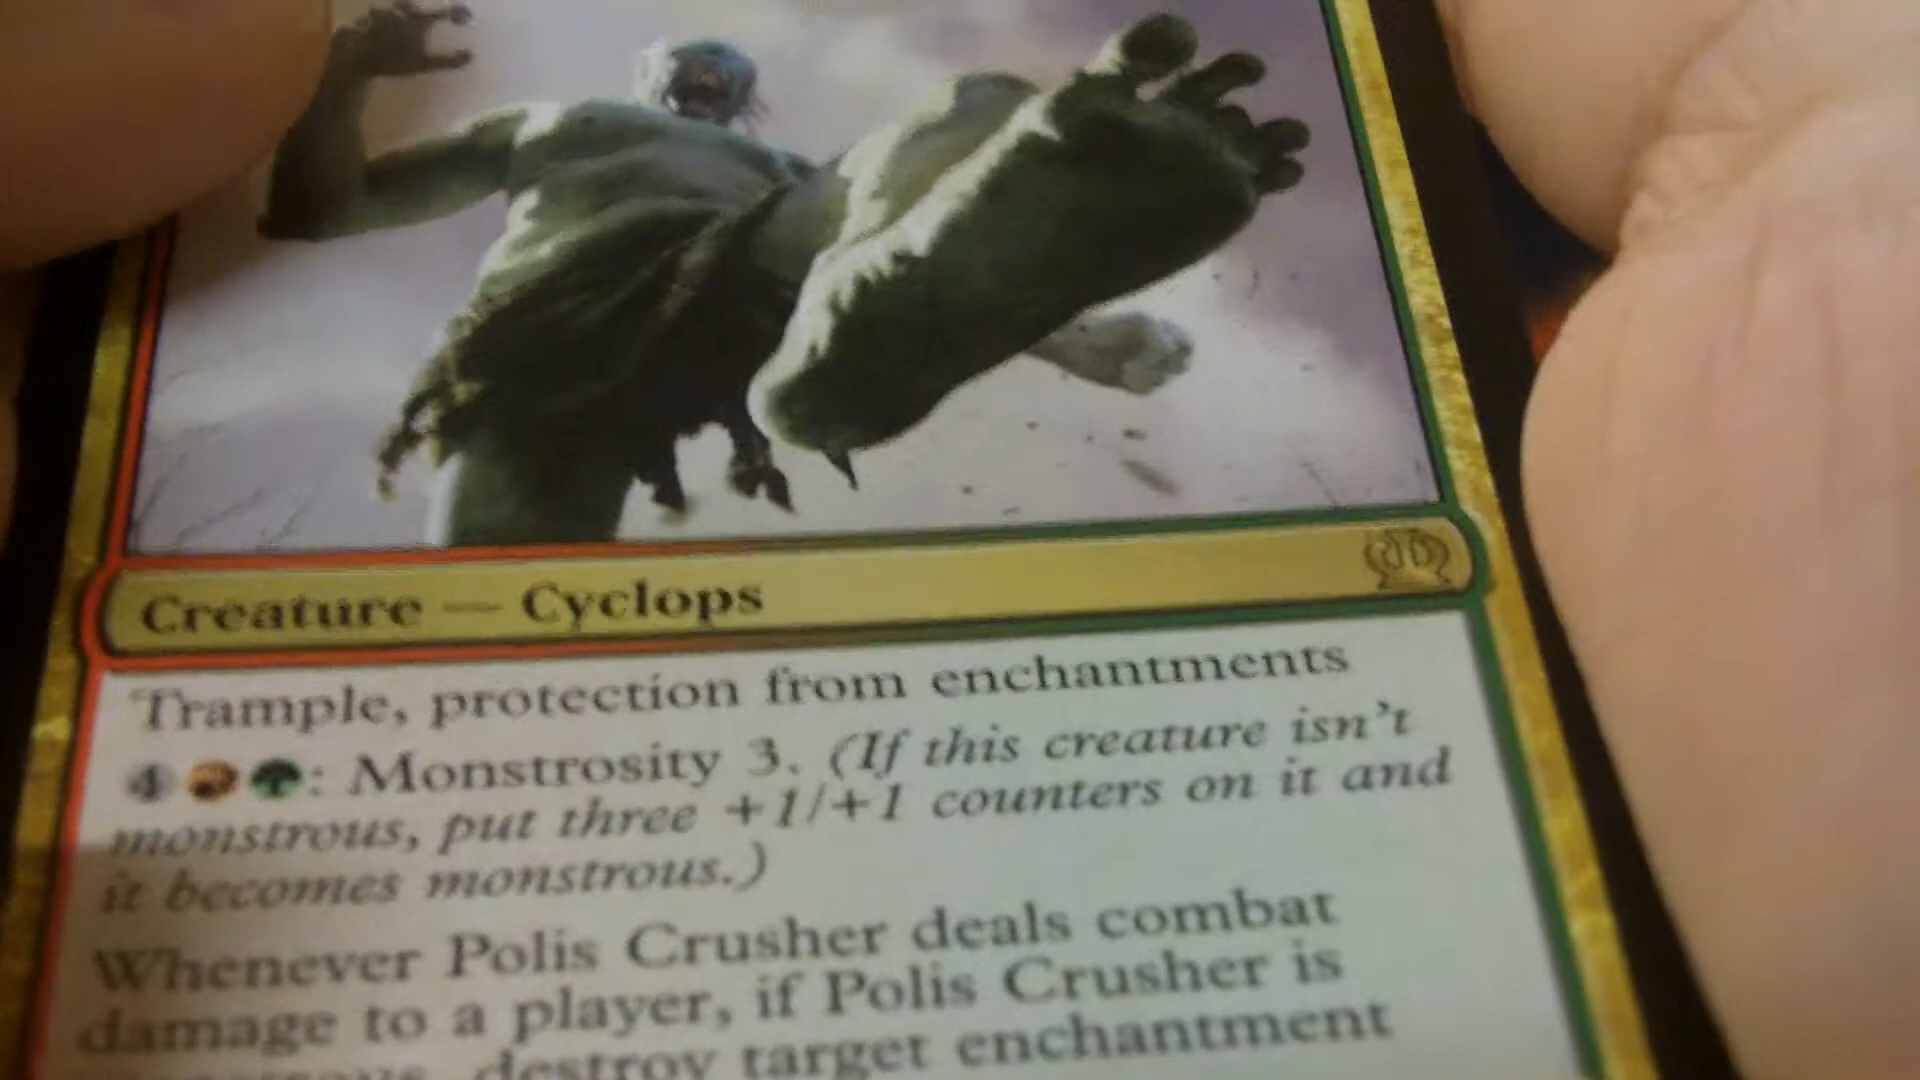 Creature — Cyclops
Trample, protection from enchantments
4: Monstrosity 3. (If this creature isn't
monstrous, put three +1/+1 counters on it and
it becomes monstrous.)
Whenever Polis Crusher deals combat
damage to a player, if Polis Crusher is
destroy target enchantment